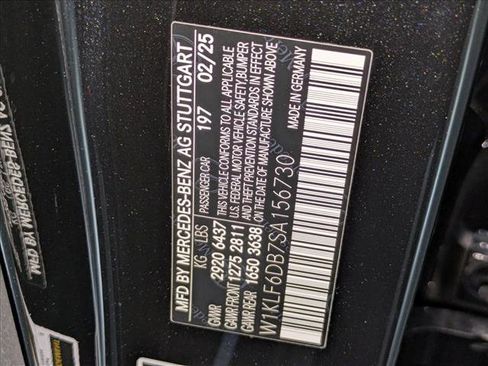 MFD BY MERCEDES-BENZ AG STUTTGART
KG LBS PASSENGER CAR 197 02/25
GVWR 2920 6437 THIS VEHICLE CONFORMS TO ALL APPLICABLE
GAWR FRONT 1275 2811 U.S. FEDERAL MOTOR VEHICLE SAFETY, BUMPER
GAWR REAR 1650 3638 AND THEFT PREVENTION STANDARDS IN EFFECT
ON THE DATE OF MANUFACTURE SHOWN ABOVE
W1KLF6DB7SA156730
MADE IN GERMANY